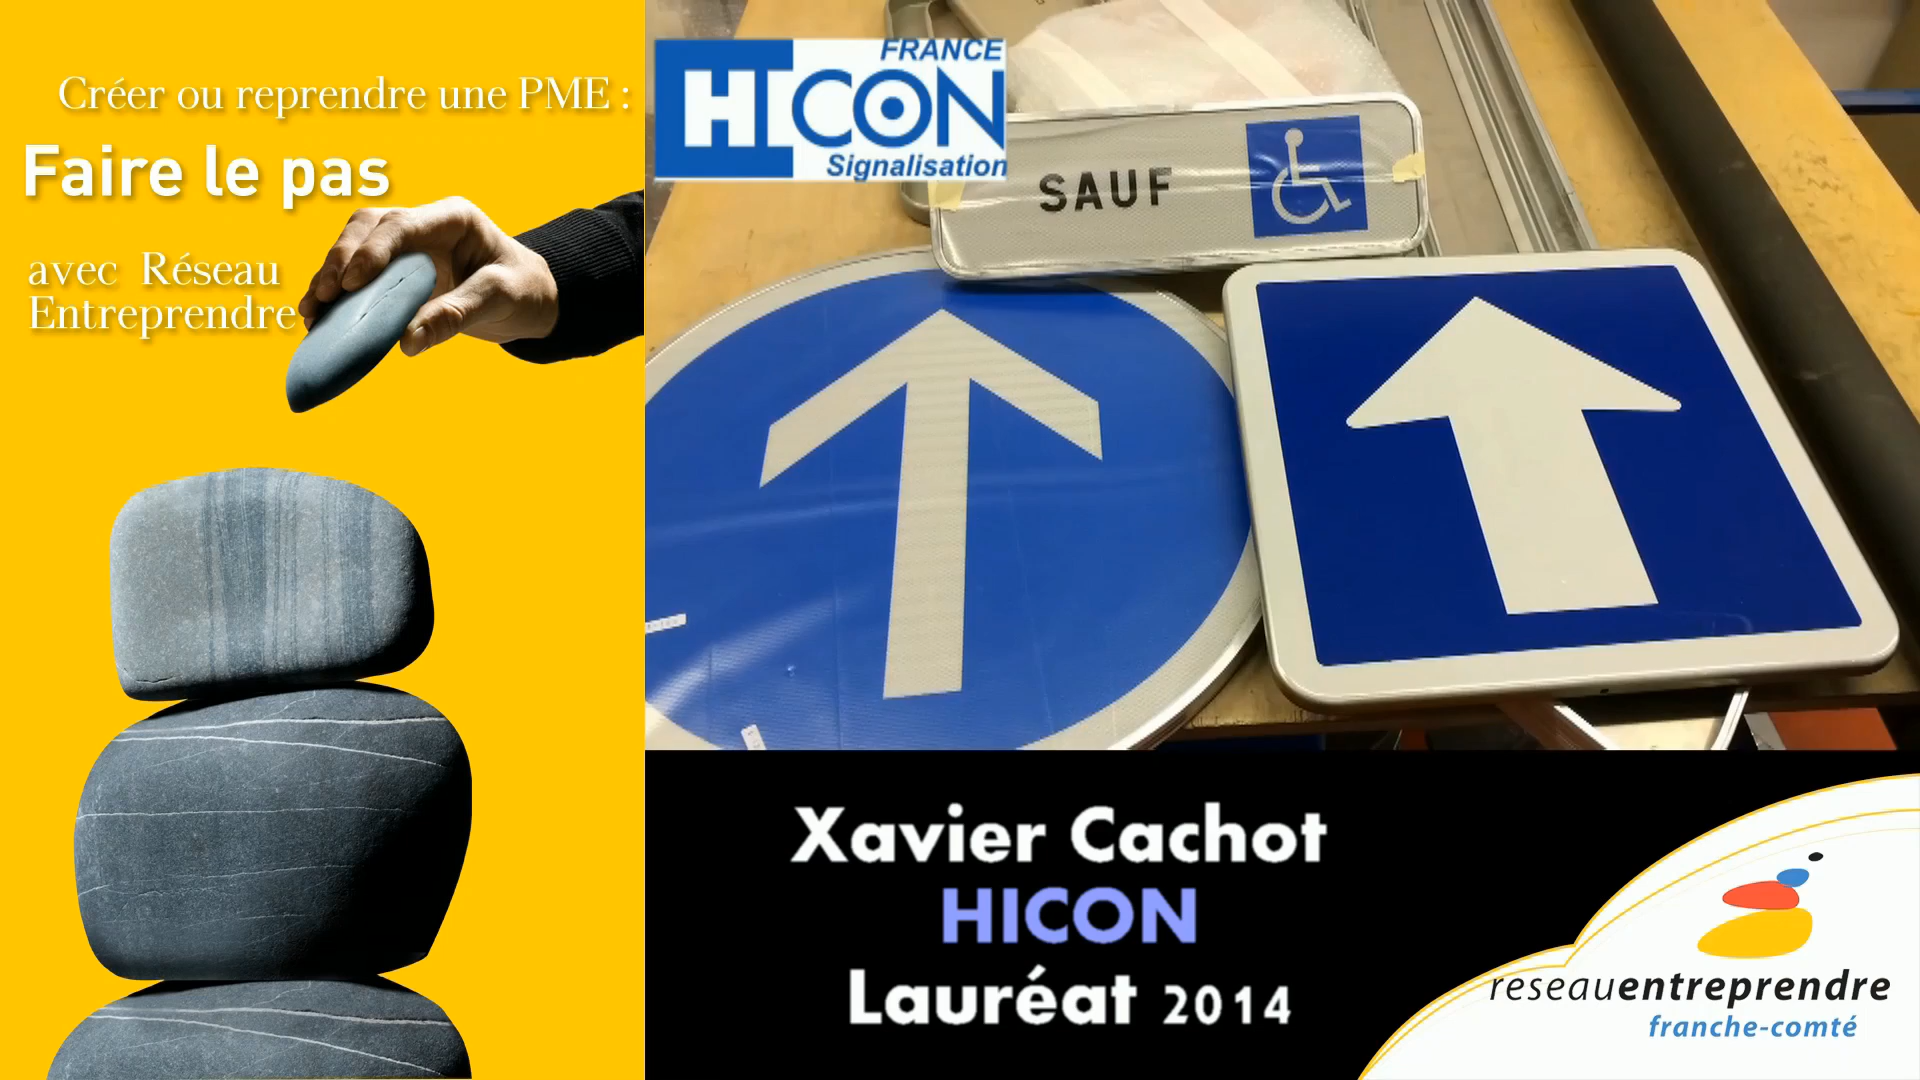 Créer ou reprendre une PME :
Faire le pas
avec Réseau
Entreprendre
FRANCE
HICON
Signalisation
SAUF
Xavier Cachot
HICON
Lauréat 2014
reseauentreprendre
franche-comté